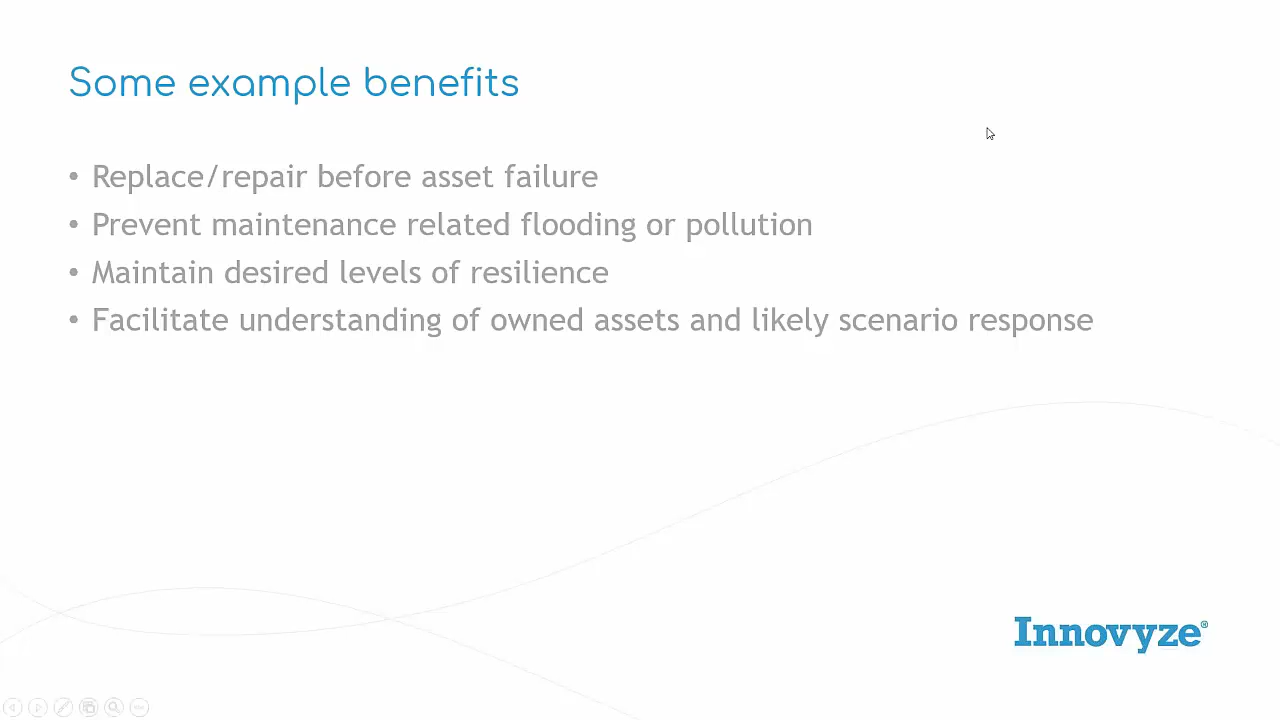 Some example benefits
• Replace/repair before asset failure
• Prevent maintenance related flooding or pollution
• Maintain desired levels of resilience
• Facilitate understanding of owned assets and likely scenario response
Innovyze®